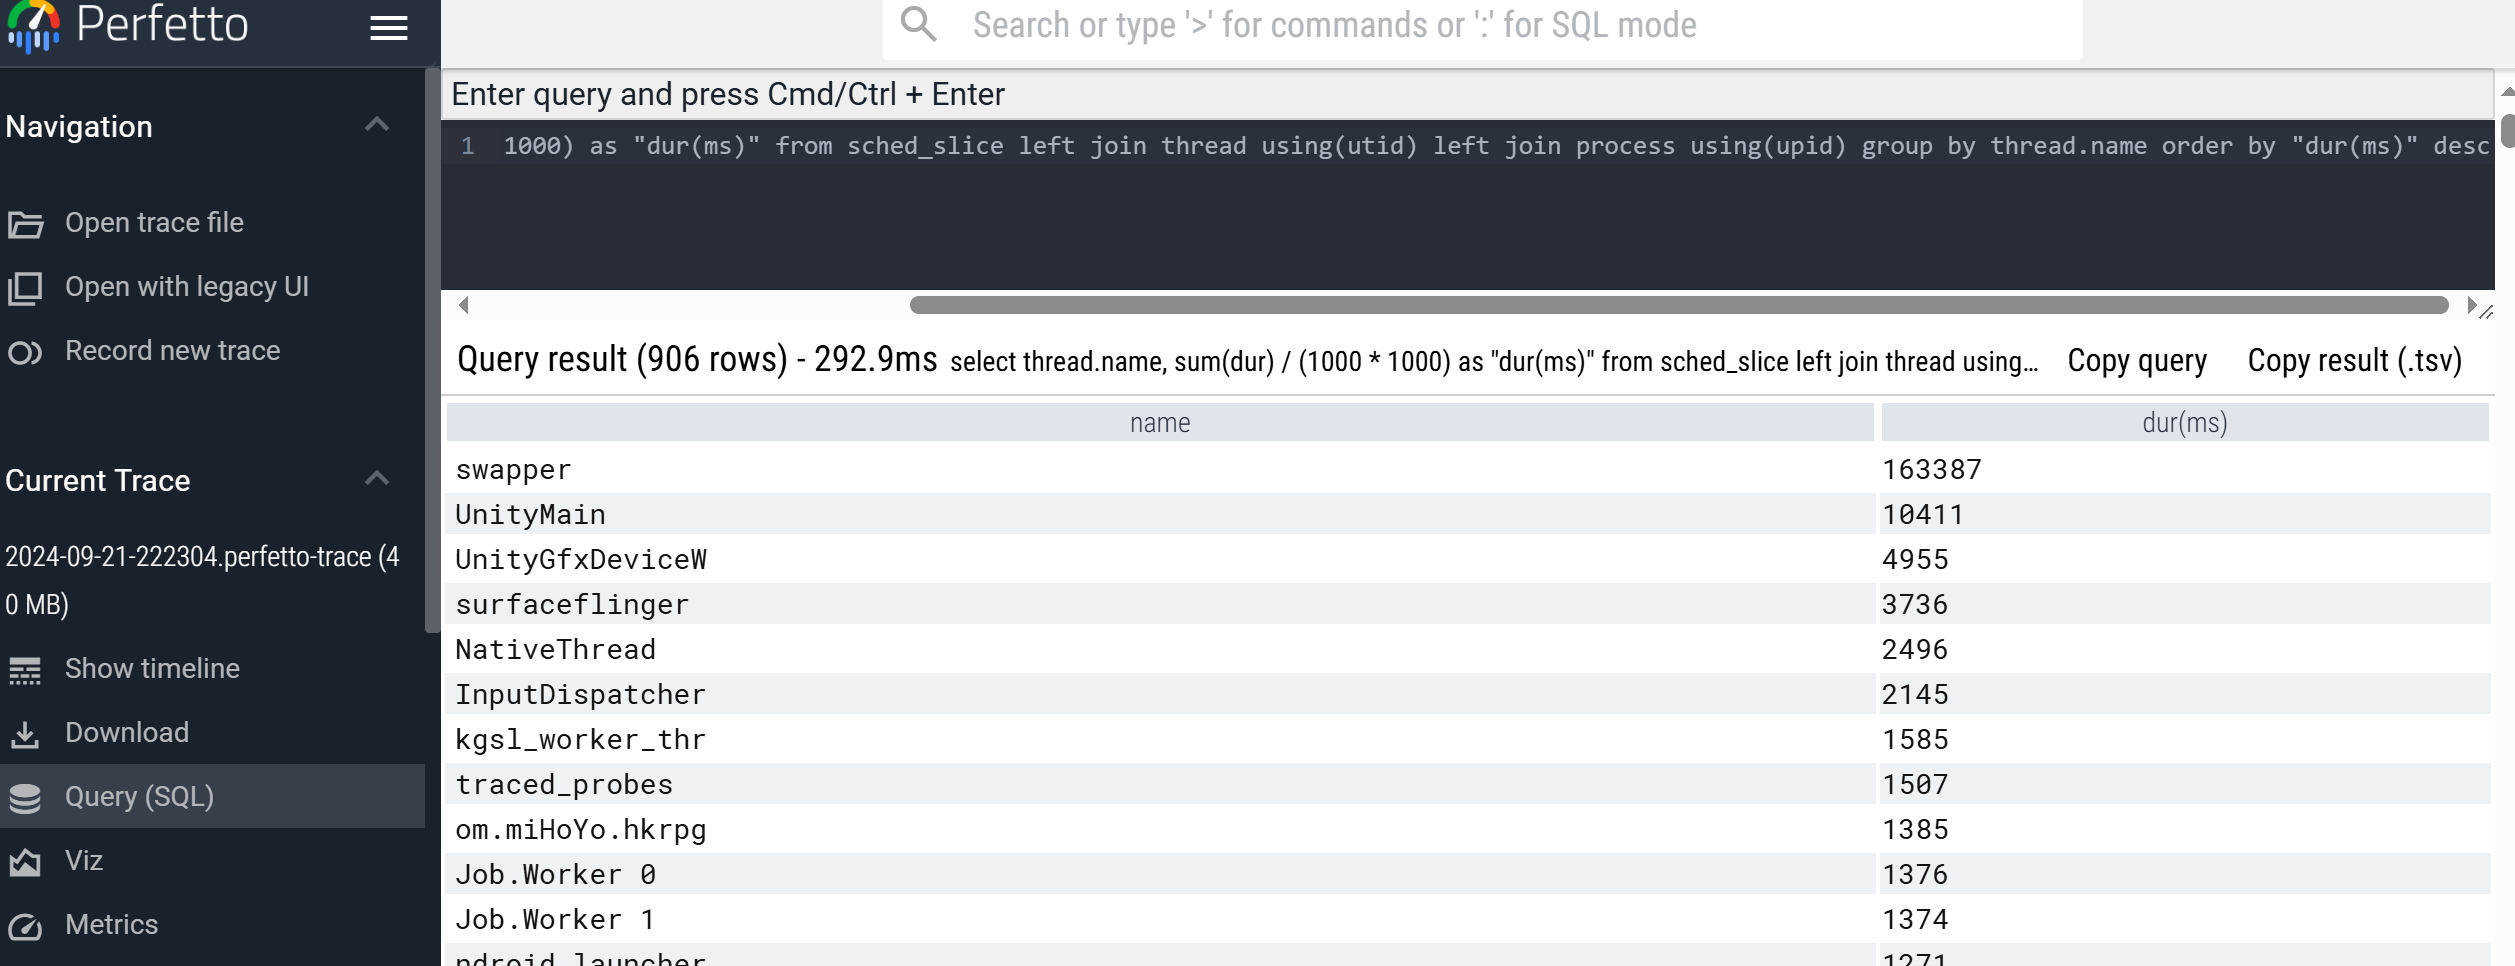 Perfetto
Search or type '>' for commands or ':' for SQL mode
Navigation
Open trace file
Open with legacy UI
Record new trace
Current Trace
2024-09-21-222304.perfetto-trace (4
0 MB)
Show timeline
Download
Query (SQL)
Viz
Metrics
Enter query and press Cmd/Ctrl + Enter
1 1000) as "dur(ms)" from sched_slice left join thread using(utid) left join process using(upid) group by thread.name order by "dur(ms)" desc
Query result (906 rows) - 292.9ms select thread.name, sum(dur) / (1000 * 1000) as "dur(ms)" from sched_slice left join thread using... Copy query Copy result (.tsv)
name dur(ms)
swapper 163387
UnityMain 10411
UnityGfxDeviceW 4955
surfaceflinger 3736
NativeThread 2496
InputDispatcher 2145
kgsl_worker_thr 1585
traced_probes 1507
om.miHoYo.hkrpg 1385
Job.Worker 0 1376
Job.Worker 1 1374
ndroid.launcher 1271